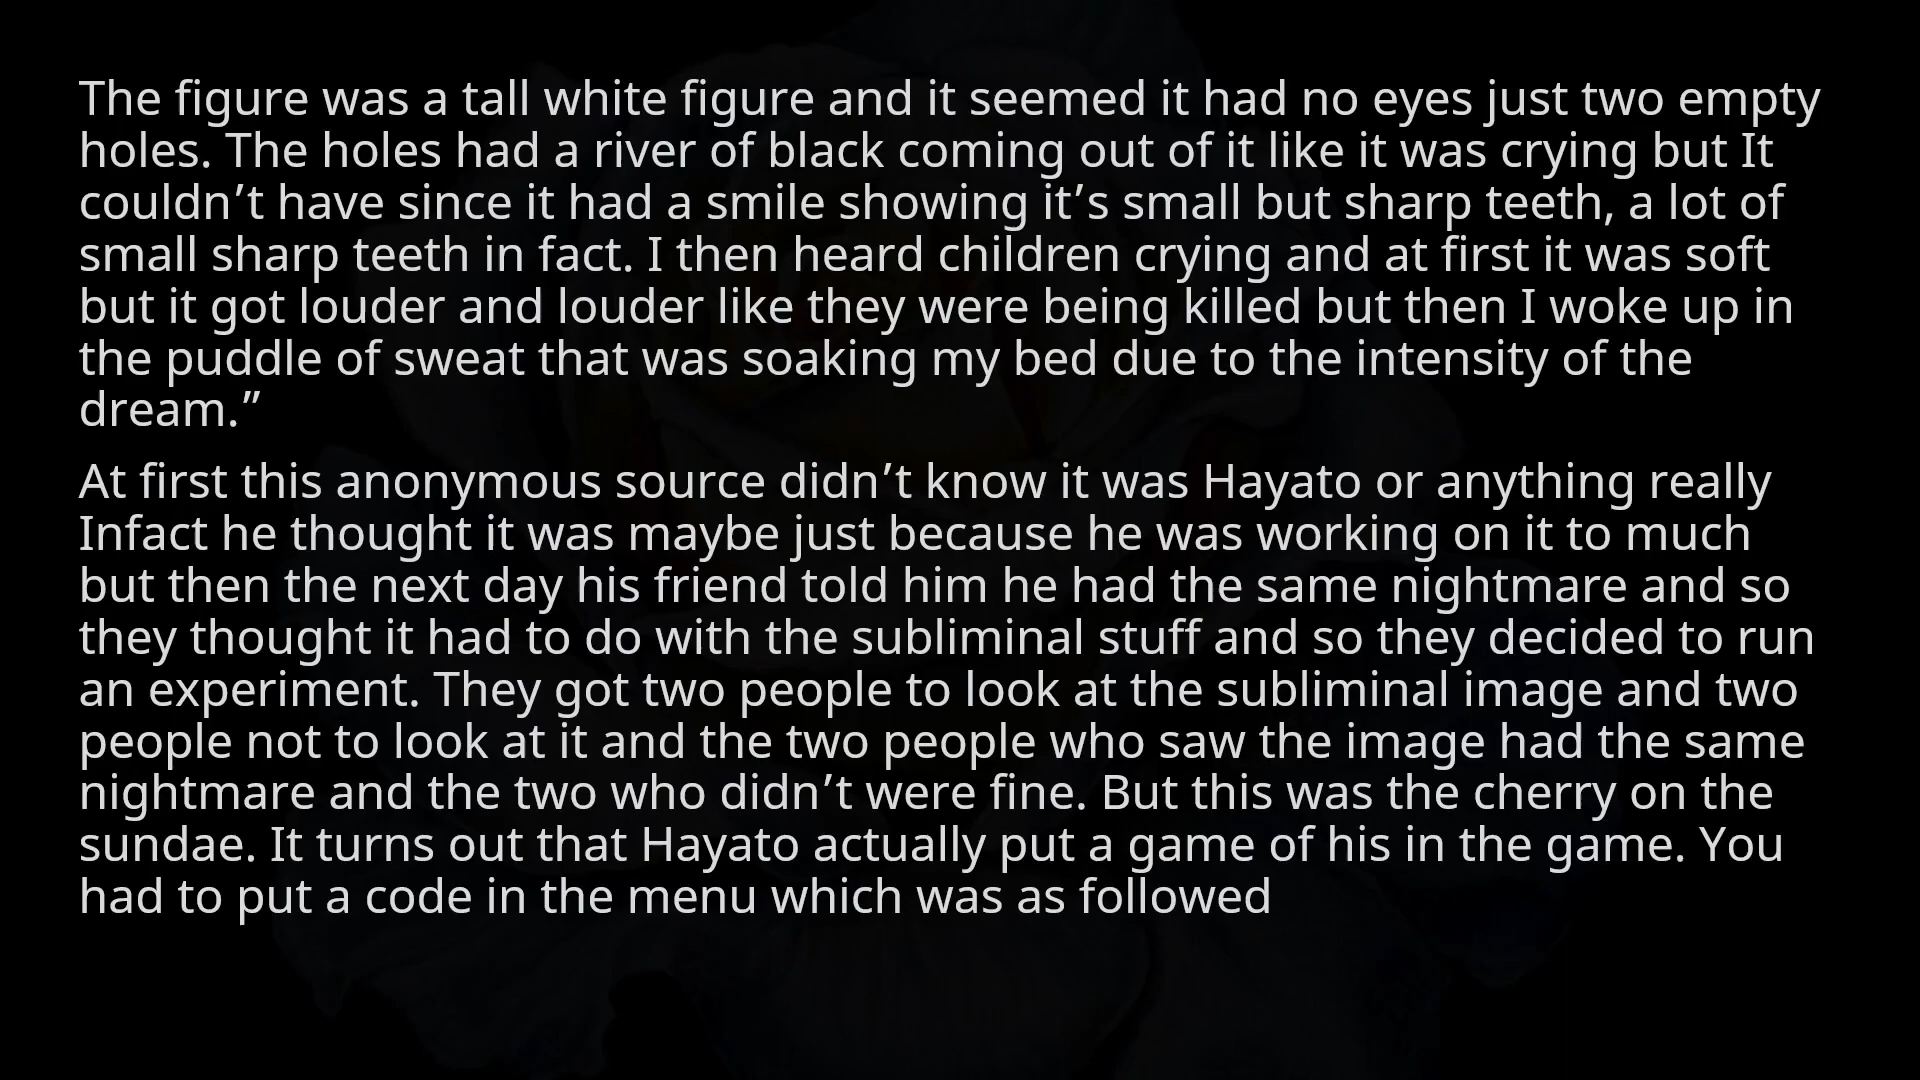 The figure was a tall white figure and it seemed it had no eyes just two empty
holes. The holes had a river of black coming out of it like it was crying but It
couldn’t have since it had a smile showing it’s small but sharp teeth, a lot of
small sharp teeth in fact. I then heard children crying and at first it was soft
but it got louder and louder like they were being killed but then I woke up in
the puddle of sweat that was soaking my bed due to the intensity of the
dream.”
At first this anonymous source didn’t know it was Hayato or anything really
Infact he thought it was maybe just because he was working on it to much
but then the next day his friend told him he had the same nightmare and so
they thought it had to do with the subliminal stuff and so they decided to run
an experiment. They got two people to look at the subliminal image and two
people not to look at it and the two people who saw the image had the same
nightmare and the two who didn’t were fine. But this was the cherry on the
sundae. It turns out that Hayato actually put a game of his in the game. You
had to put a code in the menu which was as followed